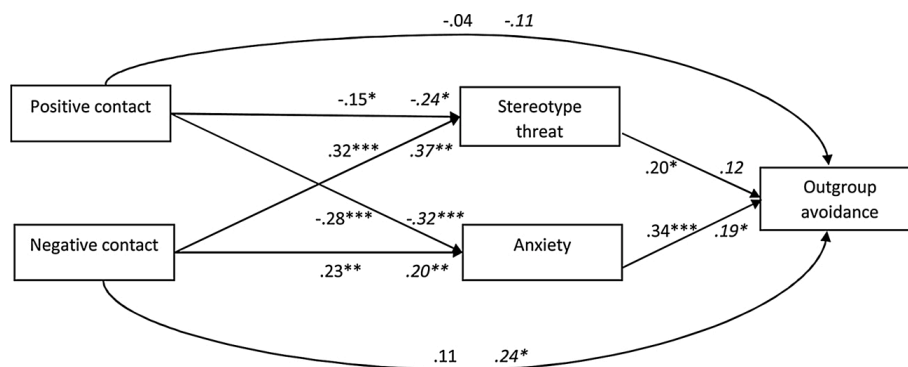 -.04 -.11
Positive contact
-.15* -.24*
Stereotype
threat
.32*** .37**
.20* .12
Outgroup
avoidance
-.28*** -.32***
Negative contact
Anxiety
.34*** .19*
.23** .20**
.11 .24*